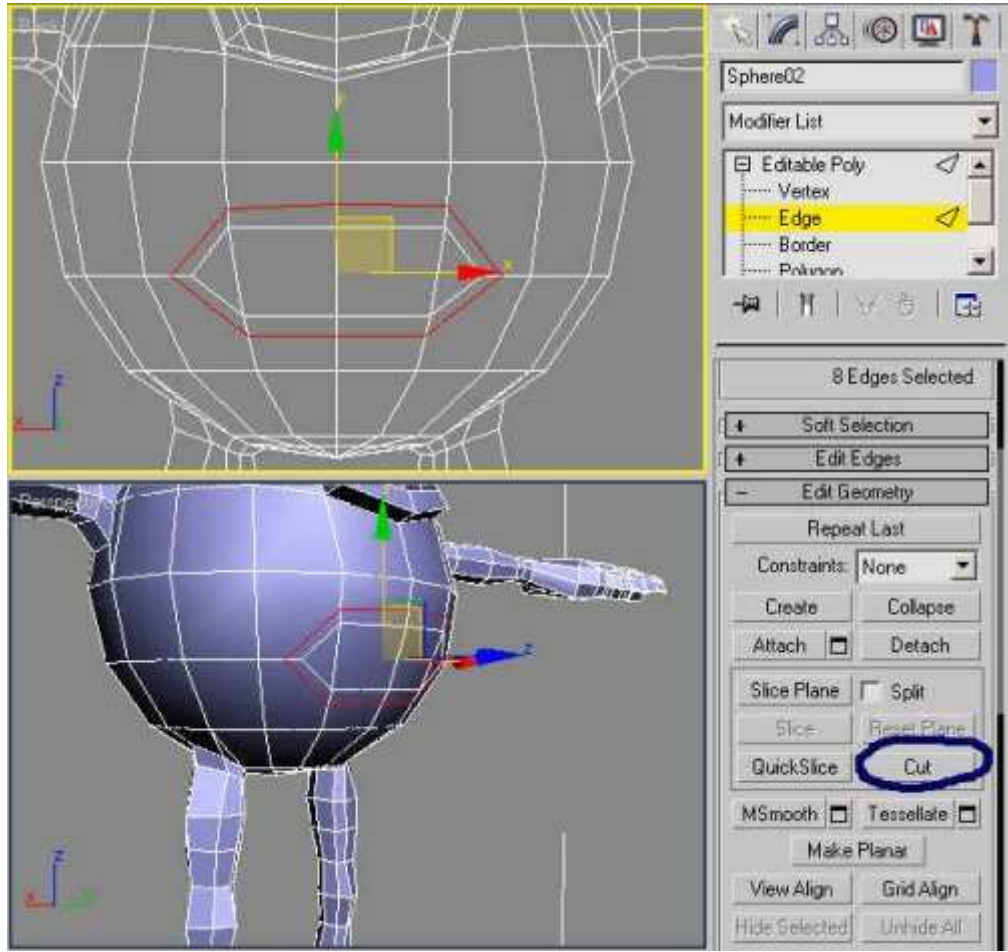 Back
Sphere02
Modifier List
Editable Poly
Vertex
Edge
Border
Polygon
y
x
z
x
8 Edges Selected
+ Soft Selection
+ Edit Edges
- Edit Geometry
Repeat Last
Constraints: None
Create Collapse
Attach Detach
Slice Plane Split
Slice Reset Plane
QuickSlice Cut
MSmooth Tessellate
Make Planar
View Align Grid Align
Hide Selected Unhide All
Perspective
z
z
x y